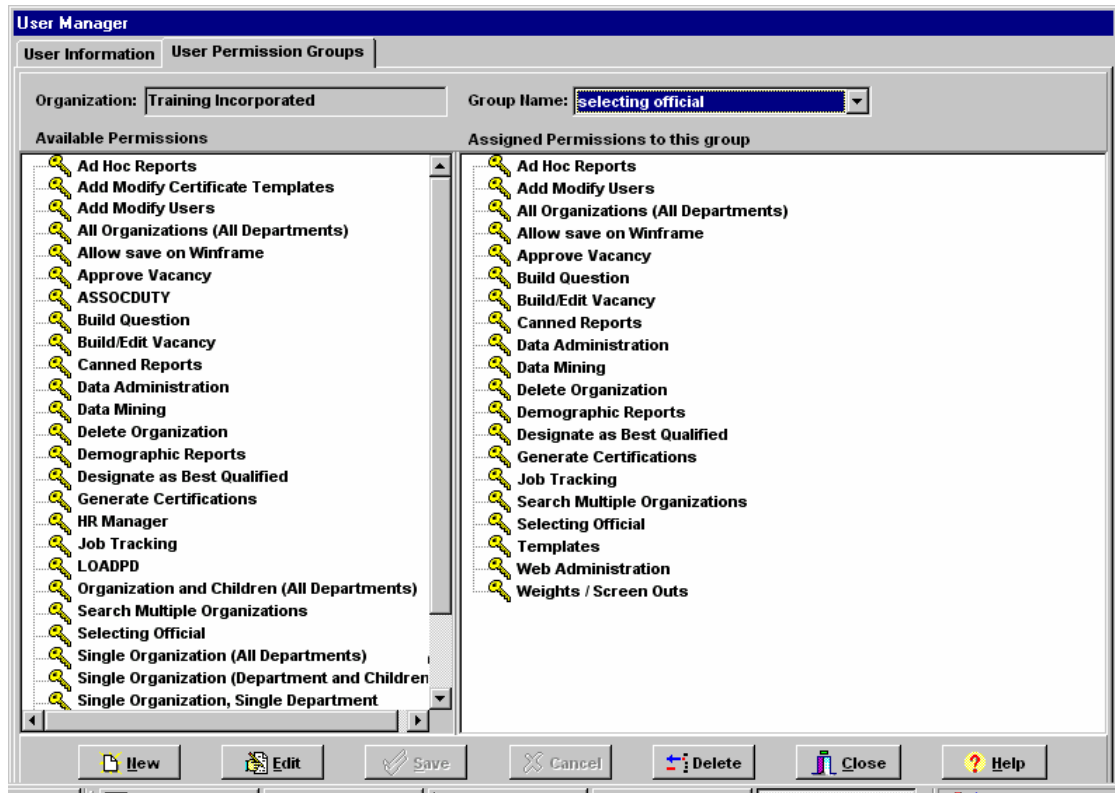 User Manager
User Information User Permission Groups
Organization: Training Incorporated Group Name: selecting official
Available Permissions
Ad Hoc Reports
Add Modify Certificate Templates
Add Modify Users
All Organizations (All Departments)
Allow save on Winframe
Approve Vacancy
ASSOCDUTY
Build Question
Build/Edit Vacancy
Canned Reports
Data Administration
Data Mining
Delete Organization
Demographic Reports
Designate as Best Qualified
Generate Certifications
HR Manager
Job Tracking
LOADPD
Organization and Children (All Departments)
Search Multiple Organizations
Selecting Official
Single Organization (All Departments)
Single Organization (Department and Children
Single Organization, Single Department
Assigned Permissions to this group
Ad Hoc Reports
Add Modify Users
All Organizations (All Departments)
Allow save on Winframe
Approve Vacancy
Build Question
Build/Edit Vacancy
Canned Reports
Data Administration
Data Mining
Delete Organization
Demographic Reports
Designate as Best Qualified
Generate Certifications
Job Tracking
Search Multiple Organizations
Selecting Official
Templates
Web Administration
Weights / Screen Outs
New Edit Save Cancel Delete Close Help